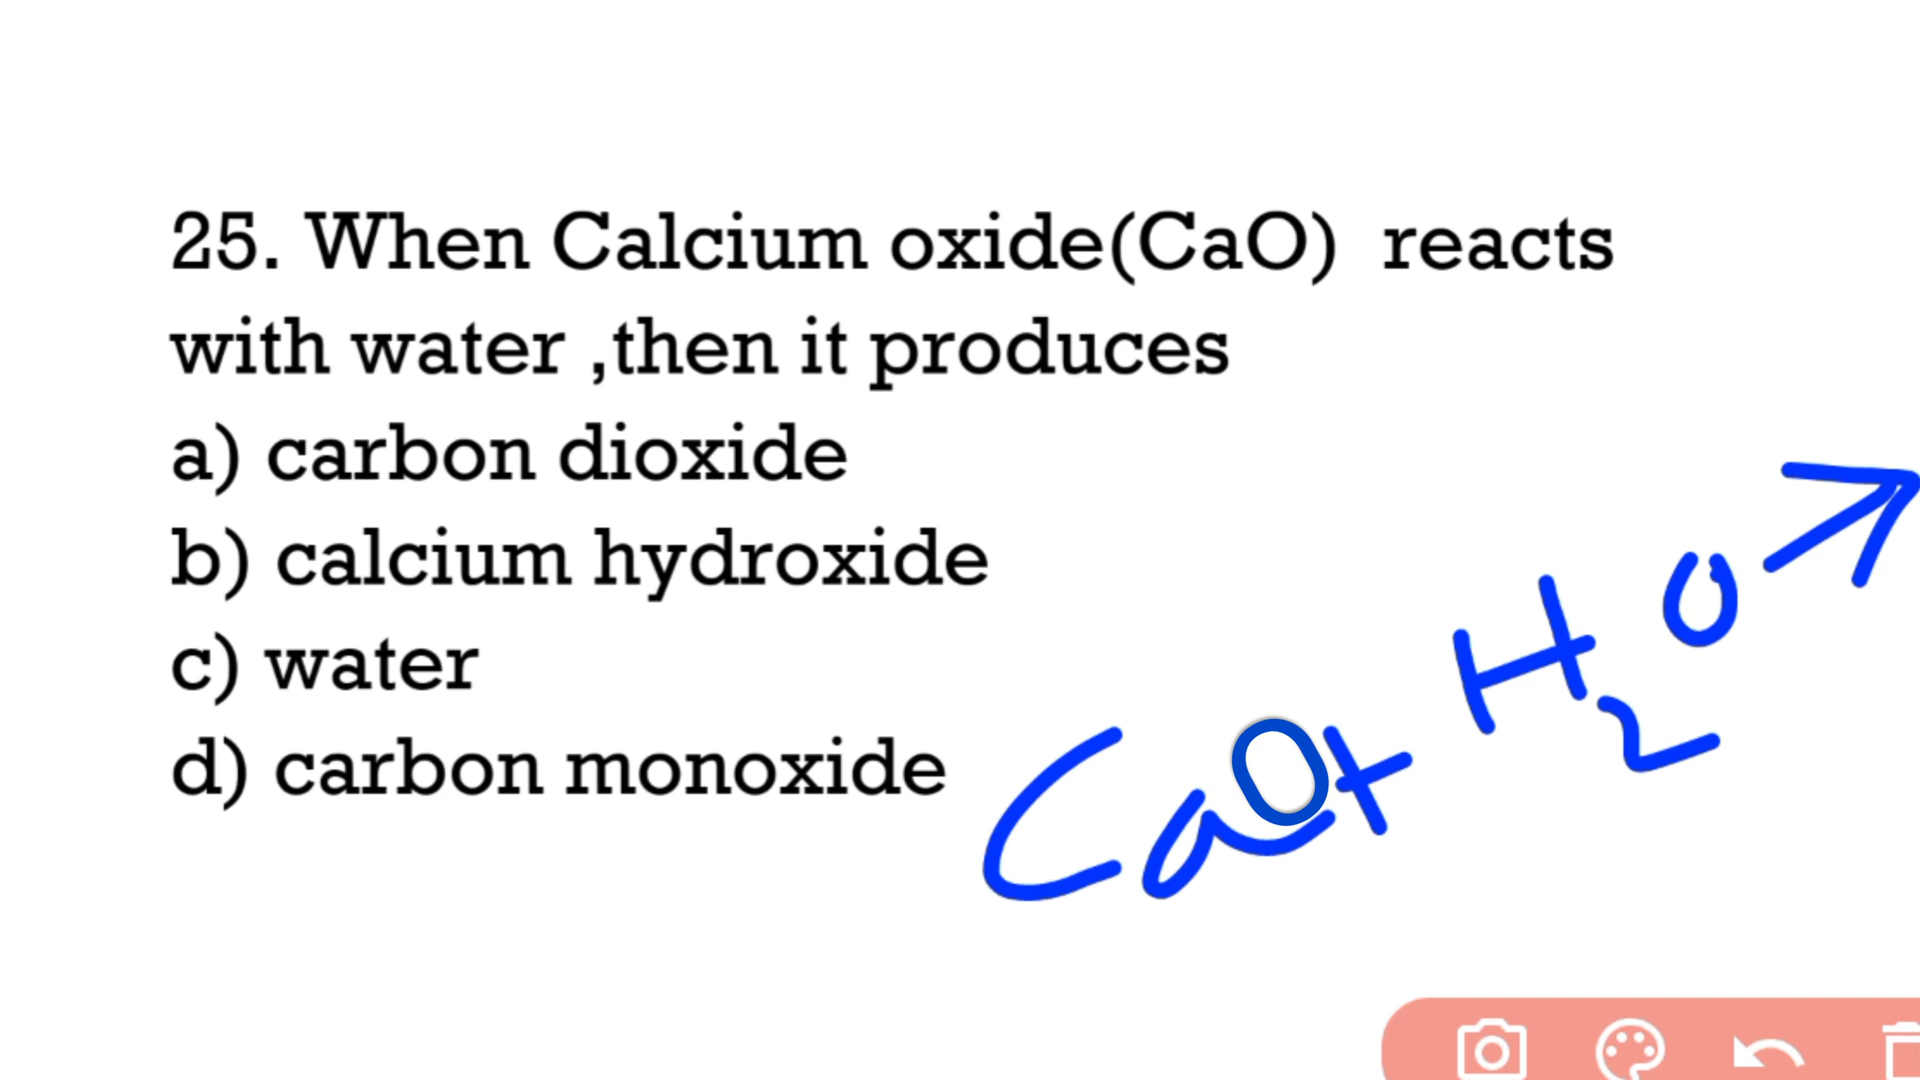 25. When Calcium oxide(CaO) reacts
with water ,then it produces
a) carbon dioxide
b) calcium hydroxide
c) water
d) carbon monoxide
CaO+ H2O →